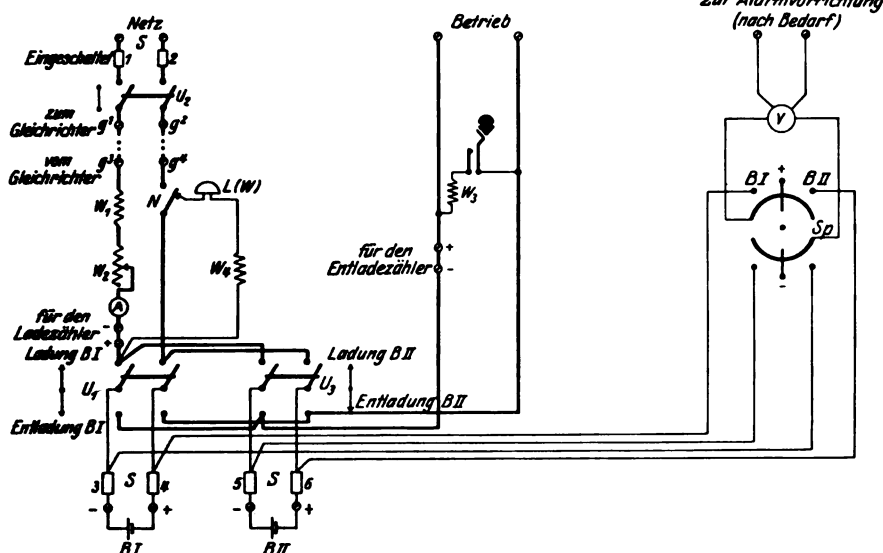 Netz
S
Eingeschaltet 1 2
U₂
zum
Gleichrichter g¹ g²
vom
Gleichrichter g³ g⁴
W₁
N
L(W)
W₂
W₄
A
für den
Ladezähler - +
Ladung BI
U₁
Entladung BI
Ladung BII
U₃
Entladung BII
3 S 4
- +
BI
5 S 6
- +
BII
Betrieb
W₃
für den
Entladezähler + -
zur Alarmvorrichtung
(nach Bedarf)
V
BI + BII
Sp
-